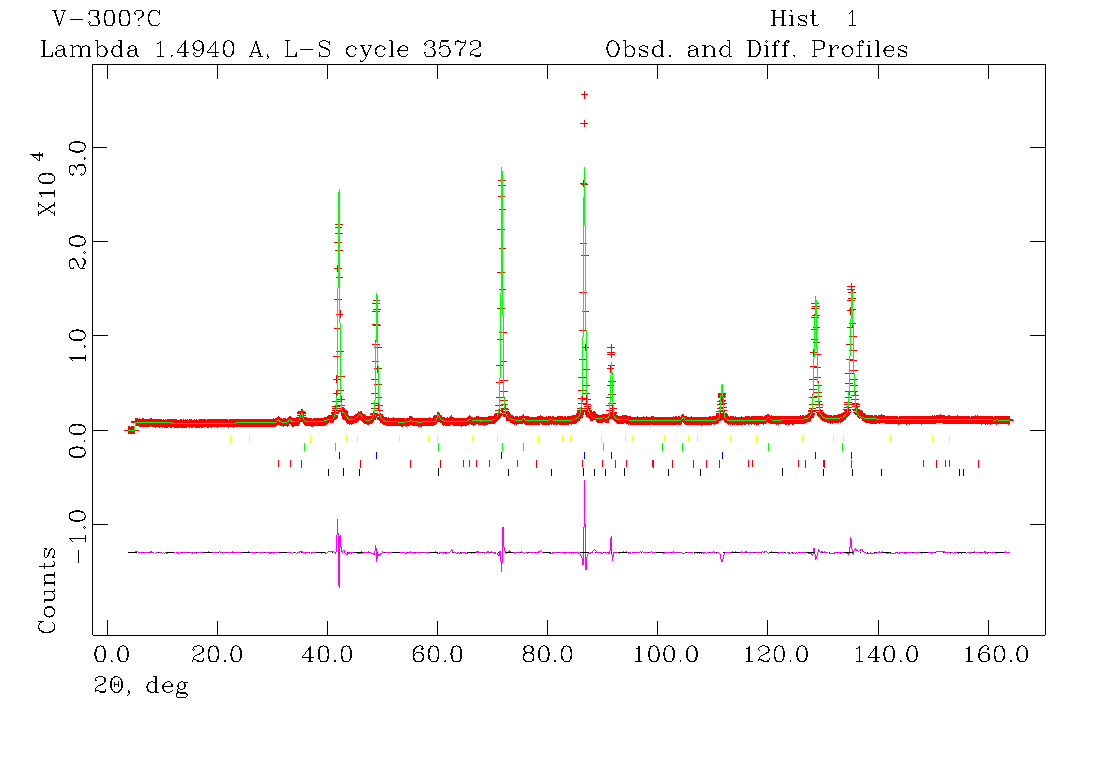 V-300?C Hist 1
Lambda 1.4940 A, L-S cycle 3572 Obsd. and Diff. Profiles
X10 4
3.0
2.0
1.0
0.0
-1.0
Counts
0.0 20.0 40.0 60.0 80.0 100.0 120.0 140.0 160.0
2Θ, deg